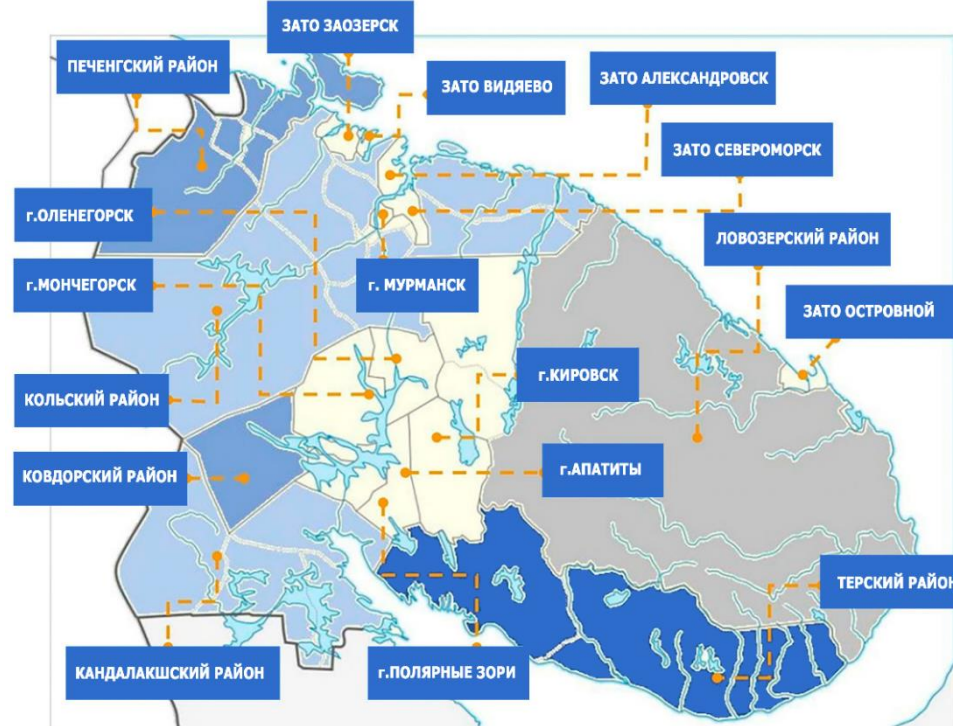 ЗАТО ЗАОЗЕРСК
ПЕЧЕНГСКИЙ РАЙОН
ЗАТО ВИДЯЕВО
ЗАТО АЛЕКСАНДРОВСК
ЗАТО СЕВЕРОМОРСК
г.ОЛЕНЕГОРСК
ЛОВОЗЕРСКИЙ РАЙОН
г.МОНЧЕГОРСК
г. МУРМАНСК
ЗАТО ОСТРОВНОЙ
г.КИРОВСК
КОЛЬСКИЙ РАЙОН
г.АПАТИТЫ
КОВДОРСКИЙ РАЙОН
ТЕРСКИЙ РАЙОН
КАНДАЛАКШСКИЙ РАЙОН
г.ПОЛЯРНЫЕ ЗОРИ